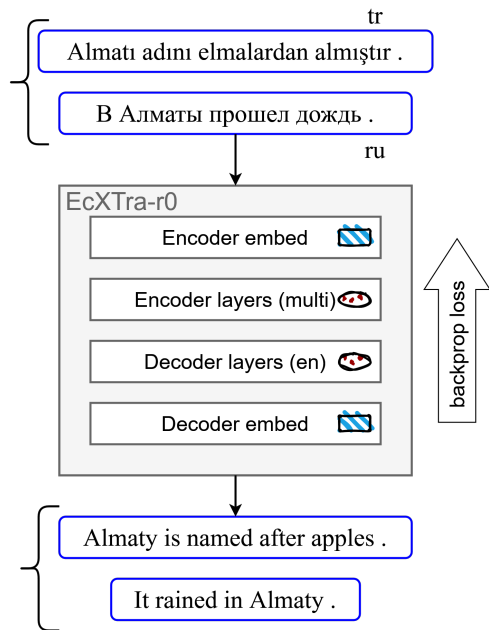 tr
Almatı adını elmalardan almıştır .
В Алматы прошел дождь .
ru
EcXTra-r0
Encoder embed
Encoder layers (multi)
Decoder layers (en)
Decoder embed
backprop loss
Almaty is named after apples .
It rained in Almaty .